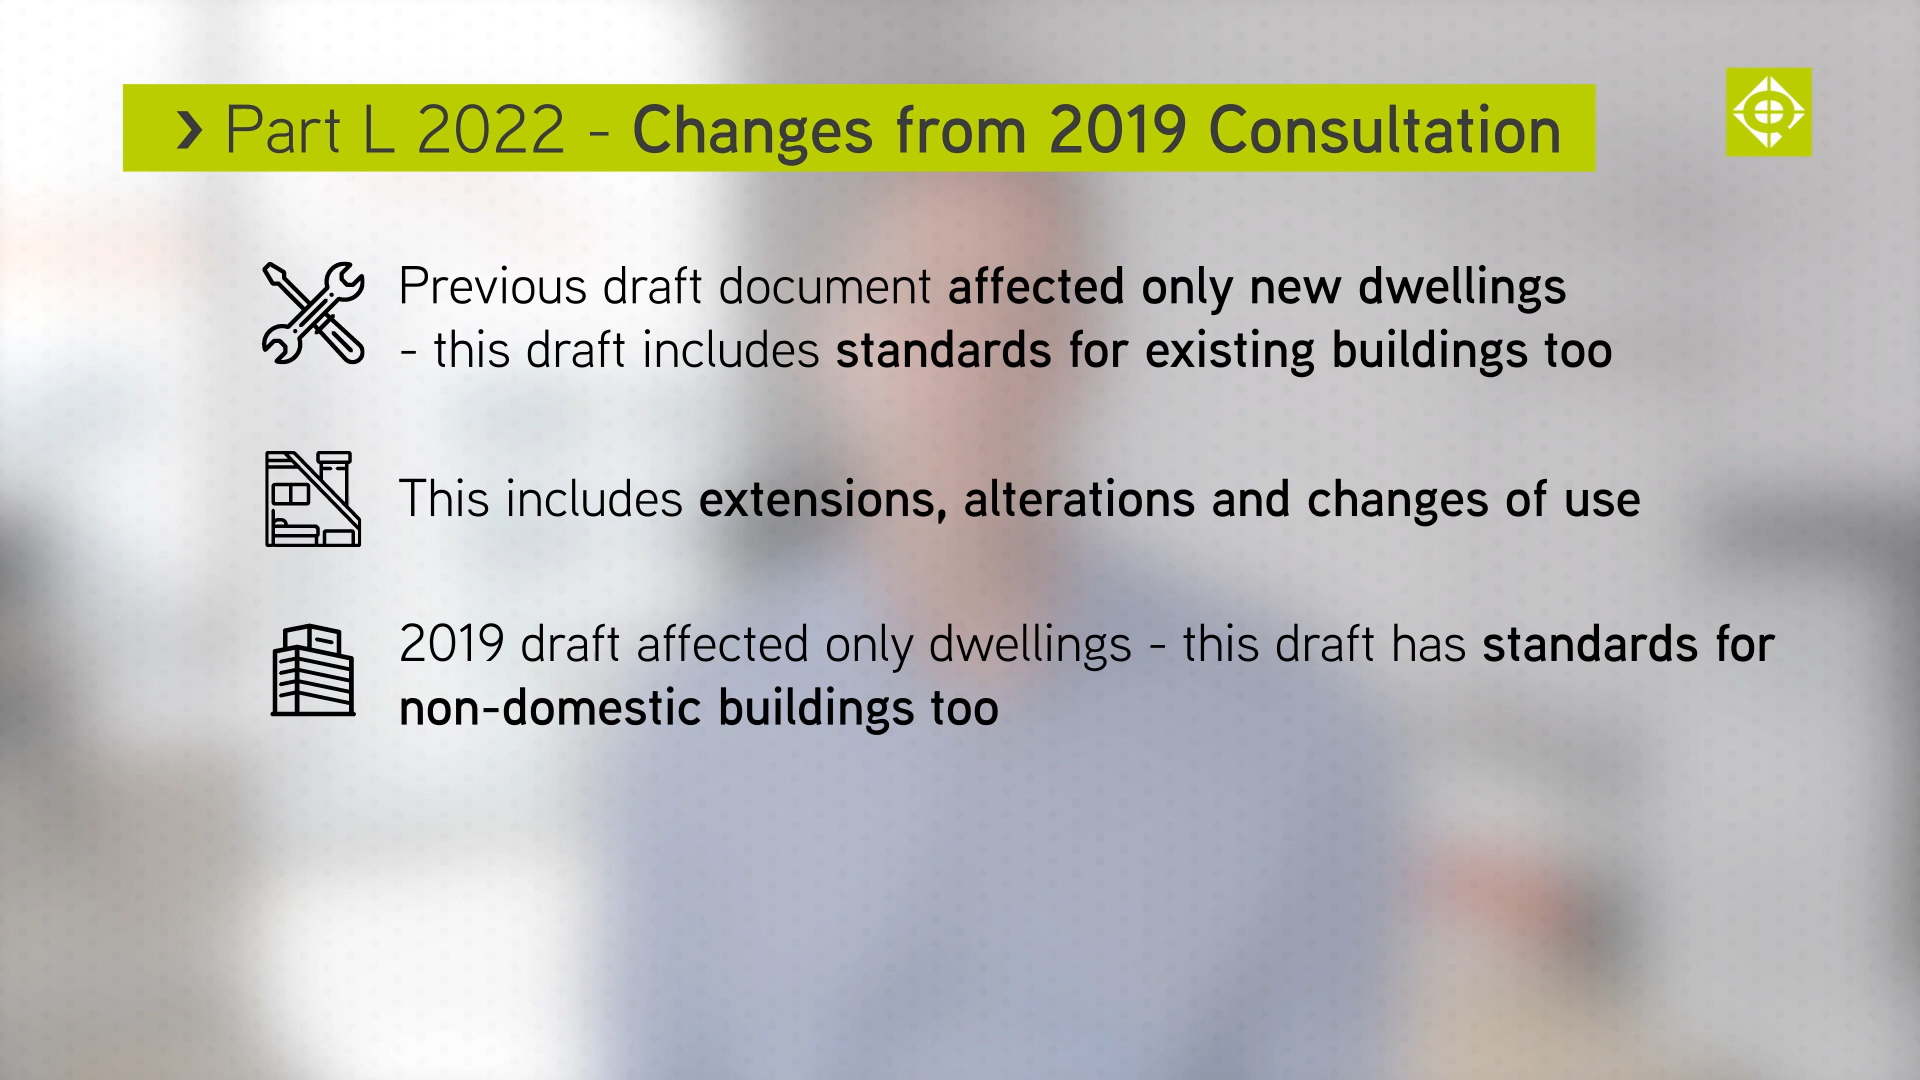 Part L 2022 - Changes from 2019 Consultation
Previous draft document affected only new dwellings
- this draft includes standards for existing buildings too
This includes extensions, alterations and changes of use
2019 draft affected only dwellings - this draft has standards for
non-domestic buildings too